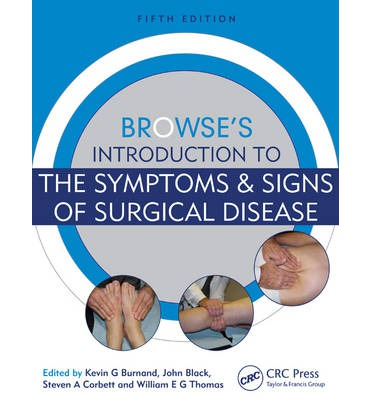 FIFTH EDITION
BROWSE'S
INTRODUCTION TO
THE SYMPTOMS & SIGNS
OF SURGICAL DISEASE
Edited by Kevin G Burnand, John Black,
Steven A Corbett and William E G Thomas
CRC
CRC Press
Taylor & Francis Group